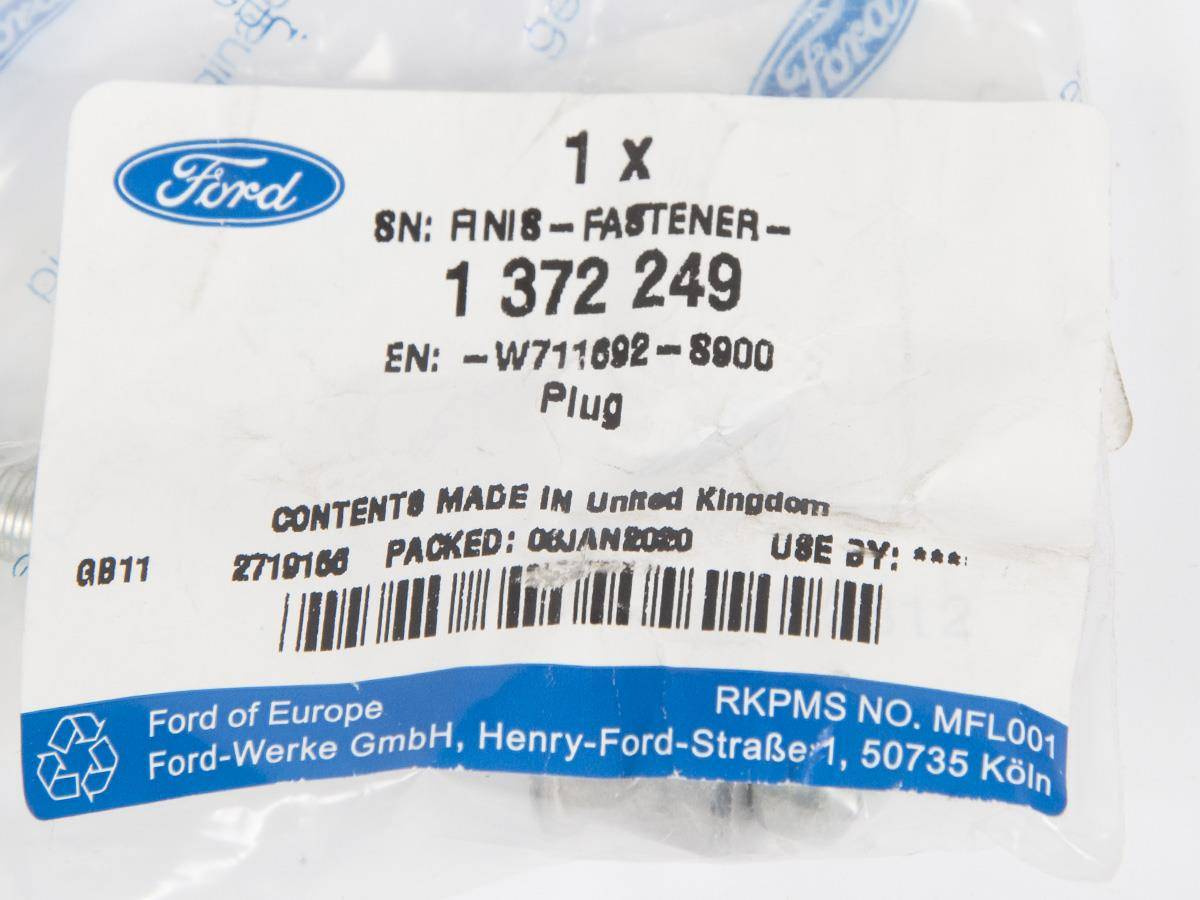 Ford
Ford
1 x
SN: FINIS-FASTENER-
1 372 249
EN: -W711692-S900
Plug
CONTENTS MADE IN United Kingdom
GB11 2719166 PACKED: 06JAN2020 USE BY: ***
Ford of Europe RKPMS NO. MFL001
Ford-Werke GmbH, Henry-Ford-Straße 1, 50735 Köln